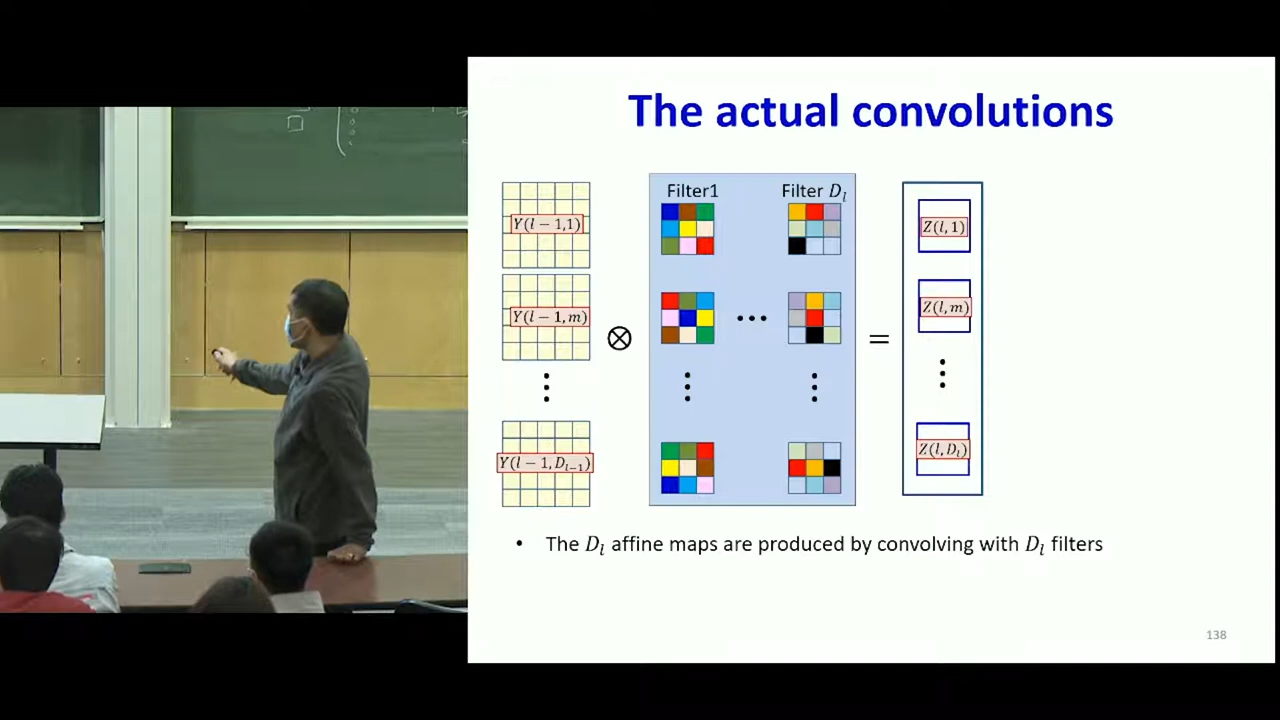 The actual convolutions
Filter1
Filter D_l
Y(l − 1,1)
Y(l − 1,m)
⋮
Y(l − 1,D_{l−1})
⊗
⋯
⋮
⋮
=
Z(l, 1)
Z(l, m)
⋮
Z(l, D_l)
• The D_l affine maps are produced by convolving with D_l filters
138